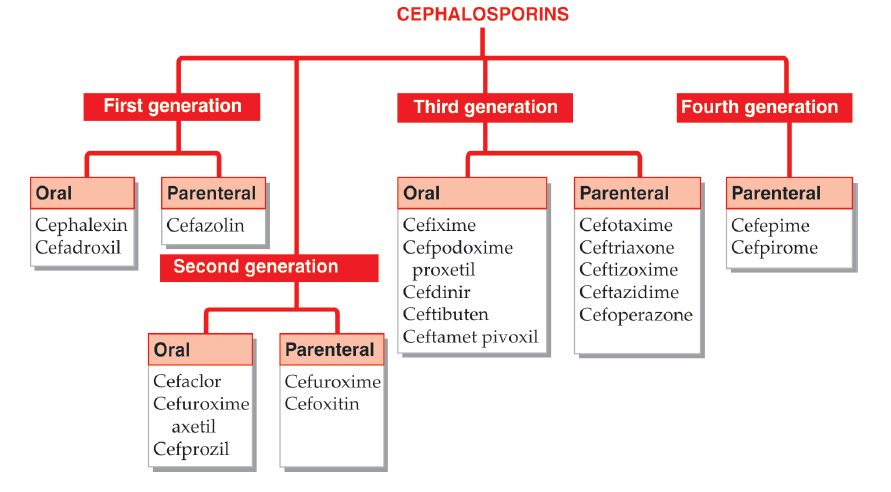 CEPHALOSPORINS
First generation
Third generation
Fourth generation
Oral
Cephalexin
Cefadroxil
Parenteral
Cefazolin
Oral
Cefixime
Cefpodoxime
proxetil
Cefdinir
Ceftibuten
Ceftamet pivoxil
Parenteral
Cefotaxime
Ceftriaxone
Ceftizoxime
Ceftazidime
Cefoperazone
Parenteral
Cefepime
Cefpirome
Second generation
Oral
Cefaclor
Cefuroxime
axetil
Cefprozil
Parenteral
Cefuroxime
Cefoxitin